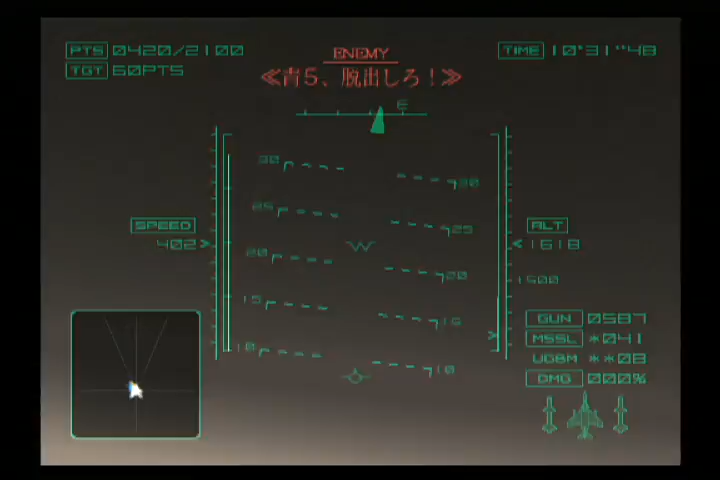 PTS 0420/2100
TGT 60PTS
ENEMY
≪青5、脱出しろ！≫
TIME 10'31"48
E
30 30
25 25
SPEED
402
ALT
1618
20 20
1500
15 15
10 10
GUN 0587
MSSL *041
UGBM **08
DMG 000%